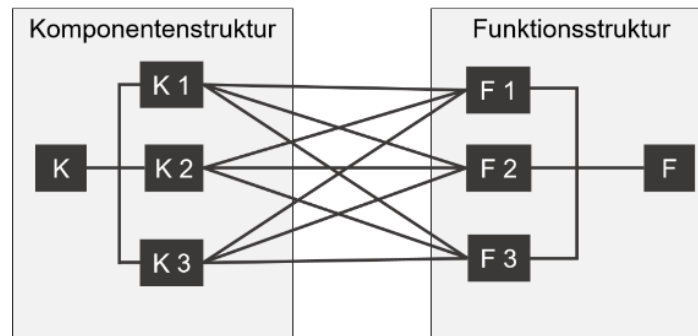 Komponentenstruktur
Funktionsstruktur
K 1
F 1
K
K 2
F 2
F
K 3
F 3